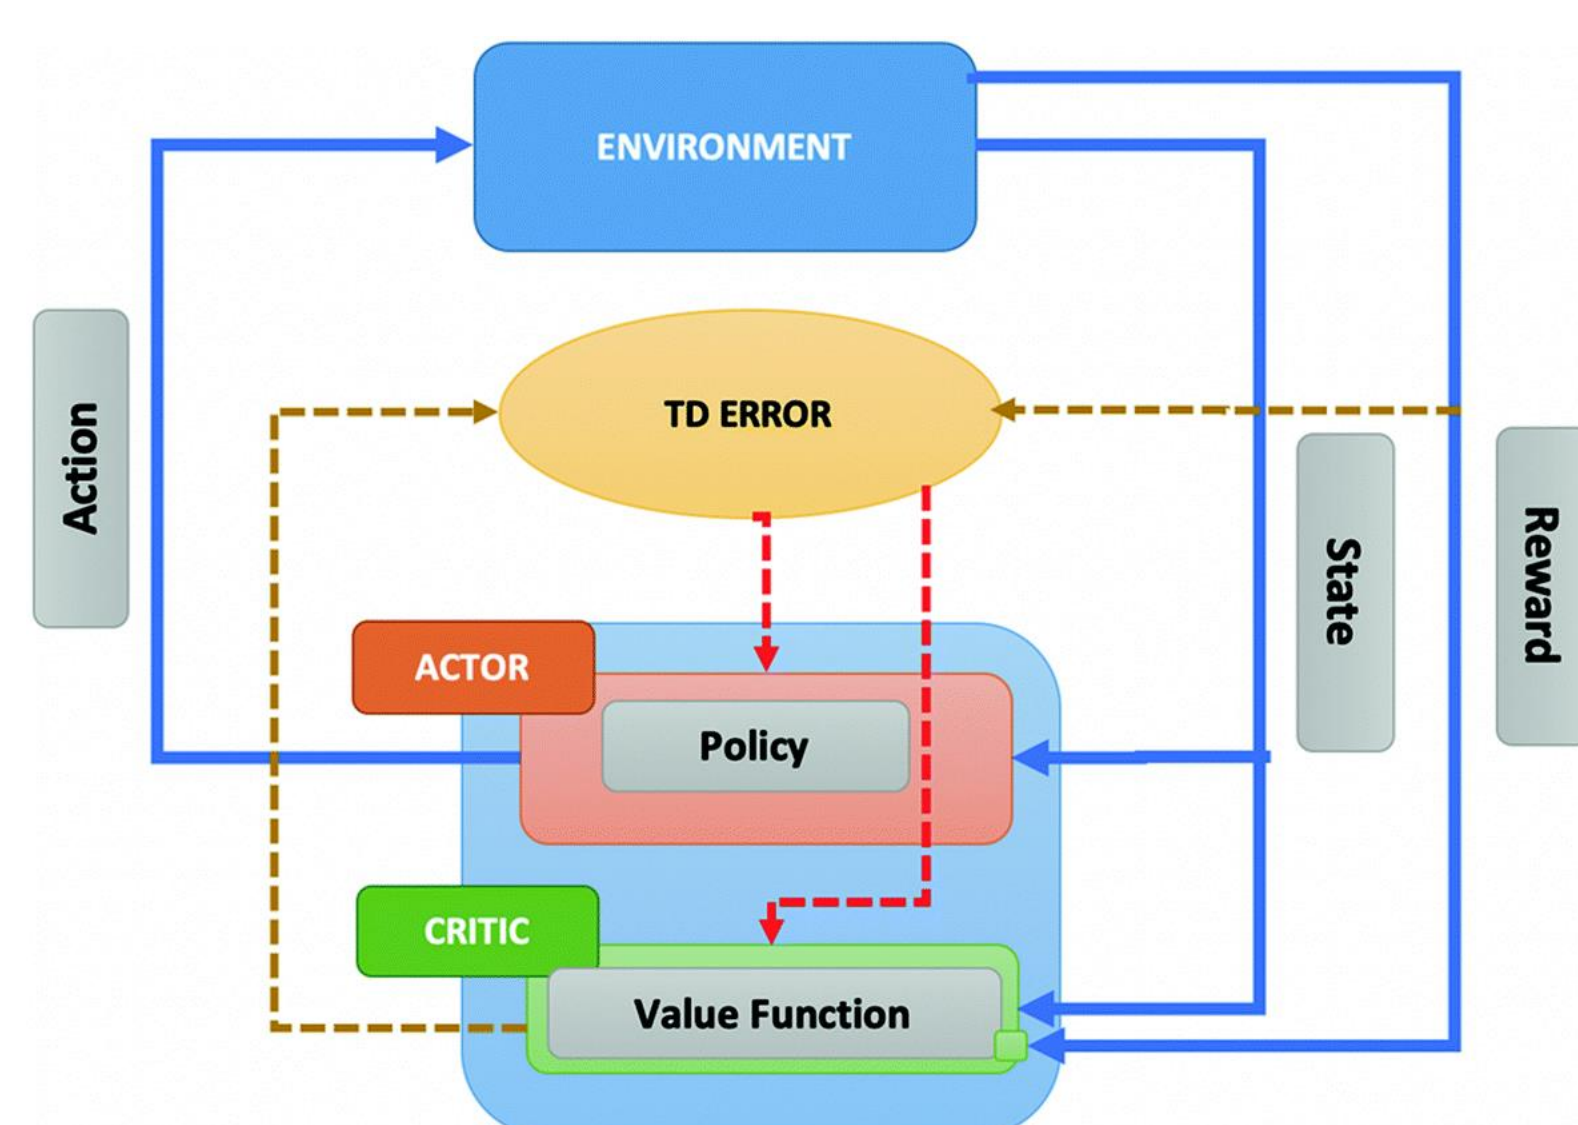 ENVIRONMENT
TD ERROR
Action
State
Reward
ACTOR
Policy
CRITIC
Value Function